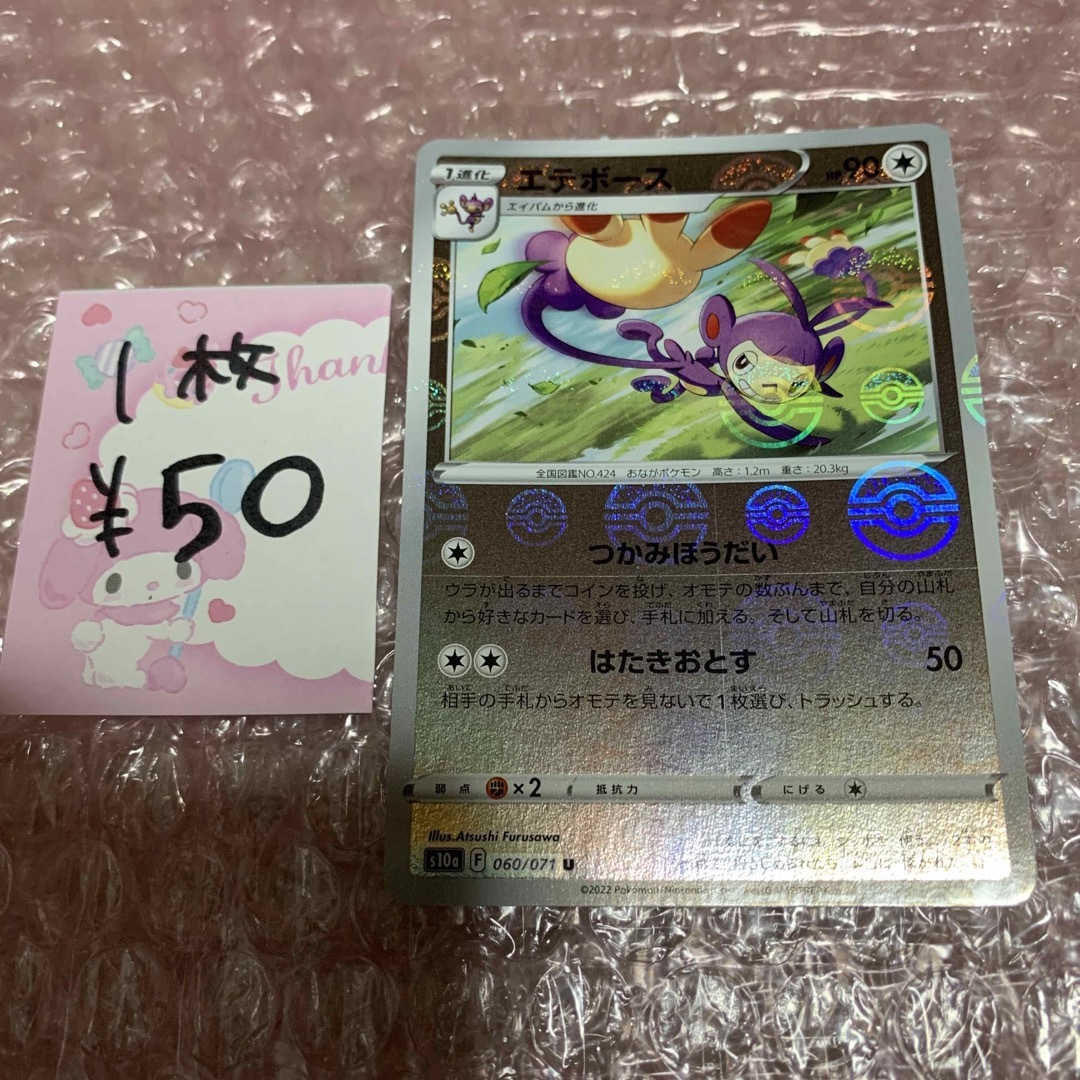 1枚
¥50
Thank
1進化
エテボース
HP90
エイパムから進化
全国図鑑NO.424 おながポケモン 高さ:1.2m 重さ:20.3kg
つかみほうだい
ウラが出るまでコインを投げ、オモテの数ぶんまで、自分の山札
から好きなカードを選び、手札に加える。そして山札を切る。
はたきおとす 50
相手の手札からオモテを見ないで1枚選び、トラッシュする。
弱点 ×2 抵抗力 にげる
Illus.Atsushi Furusawa
s10a F 060/071 U
©2022 Pokémon/Nintendo